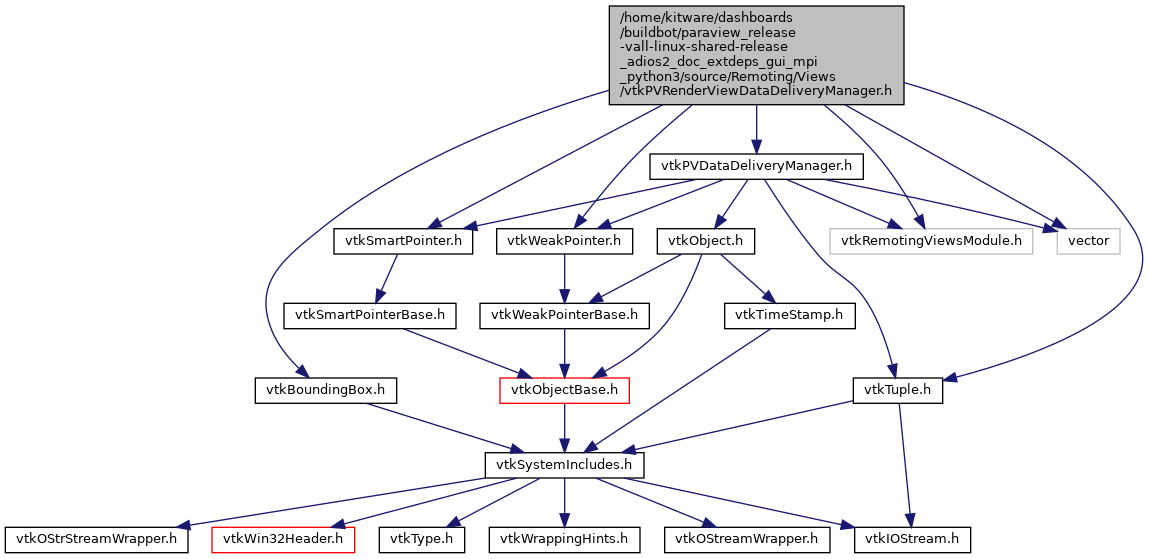 /home/kitware/dashboards
/buildbot/paraview_release
-vall-linux-shared-release
_adios2_doc_extdeps_gui_mpi
_python3/source/Remoting/Views
/vtkPVRenderViewDataDeliveryManager.h
vtkPVDataDeliveryManager.h
vtkSmartPointer.h
vtkWeakPointer.h
vtkObject.h
vtkRemotingViewsModule.h
vector
vtkSmartPointerBase.h
vtkWeakPointerBase.h
vtkTimeStamp.h
vtkBoundingBox.h
vtkObjectBase.h
vtkTuple.h
vtkSystemIncludes.h
vtkOStrStreamWrapper.h
vtkWin32Header.h
vtkType.h
vtkWrappingHints.h
vtkOStreamWrapper.h
vtkIOStream.h